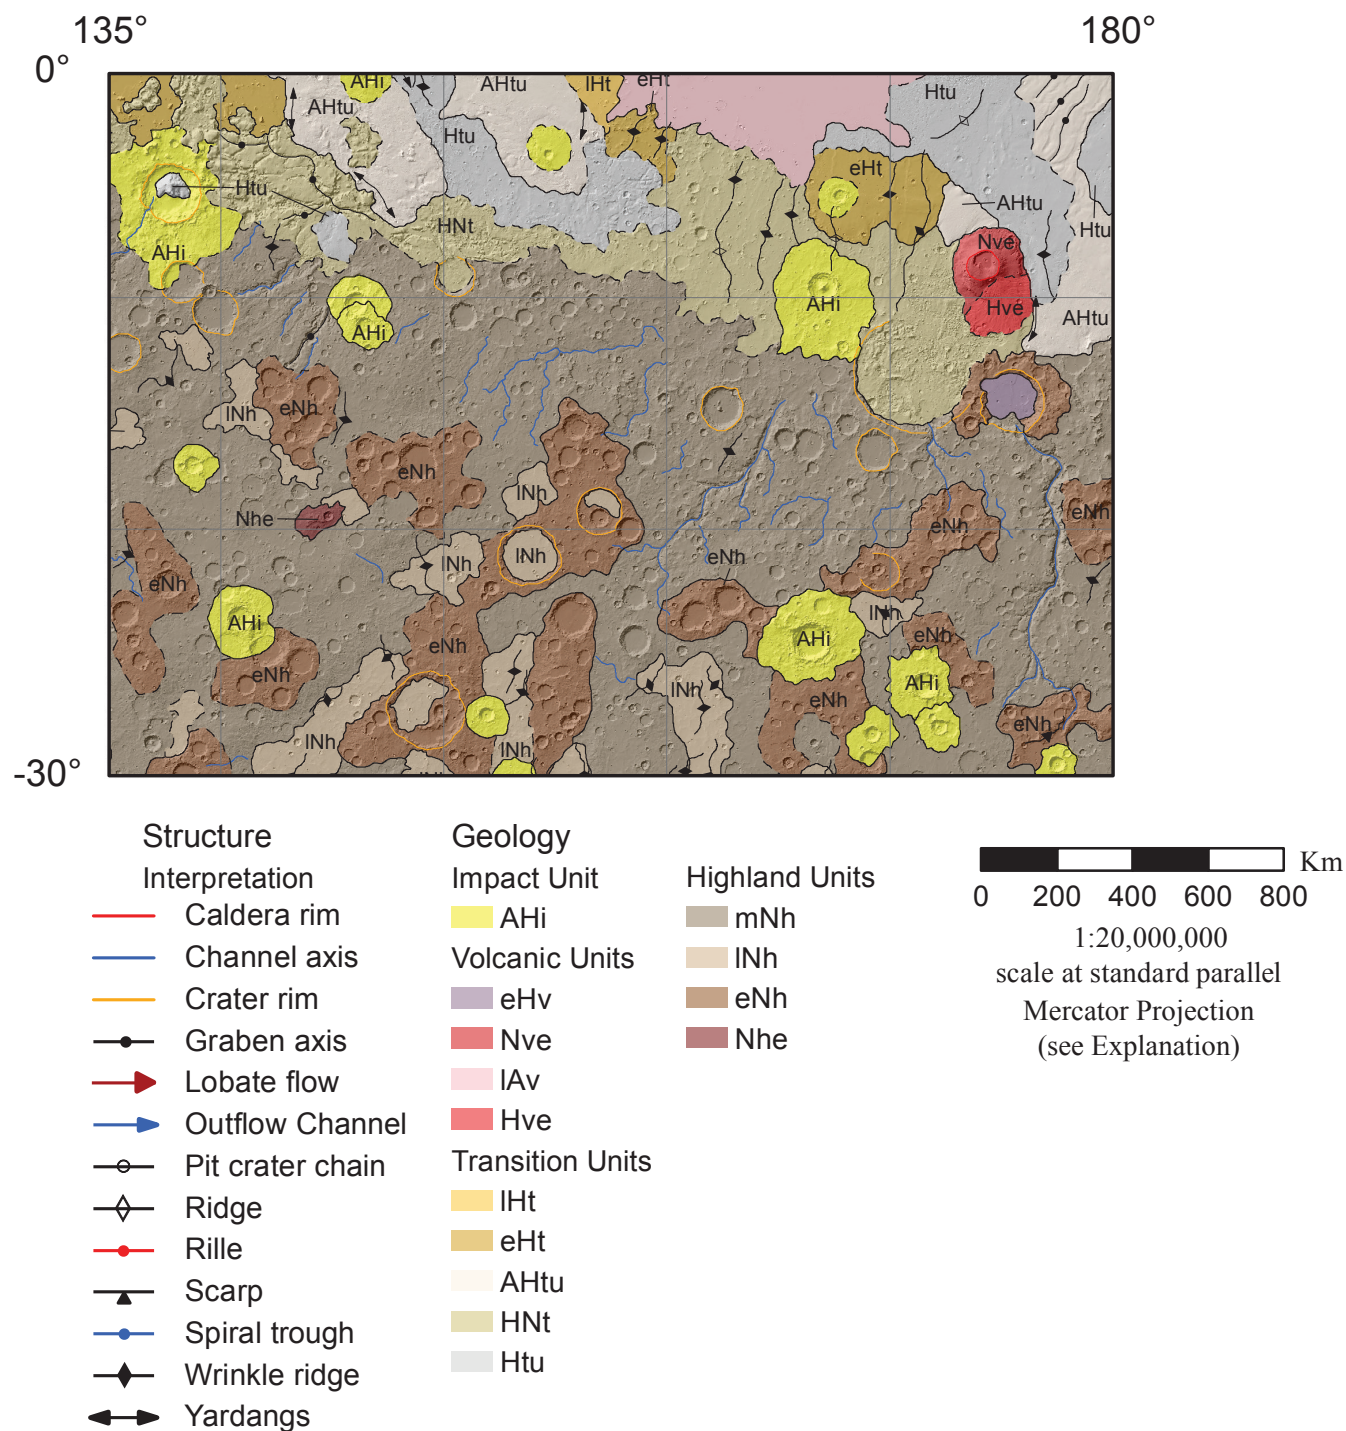 135°
180°
0°
AHi
AHtu
lHt
eHt
AHtu
Htu
Htu
eHt
Htu
AHtu
HNt
Htu
AHi
Nvé
Hvé
AHi
AHi
AHtu
lNh
eNh
eNh
lNh
Nhe
eNh
eNh
lNh
lNh
eNh
eNh
AHi
lNh
eNh
AHi
eNh
eNh
lNh
AHi
eNh
lNh
lNh
eNh
lNh
-30°
Structure
Interpretation
Caldera rim
Channel axis
Crater rim
Graben axis
Lobate flow
Outflow Channel
Pit crater chain
Ridge
Rille
Scarp
Spiral trough
Wrinkle ridge
Yardangs
Geology
Impact Unit
AHi
Volcanic Units
eHv
Nve
lAv
Hve
Transition Units
lHt
eHt
AHtu
HNt
Htu
Highland Units
mNh
lNh
eNh
Nhe
Km
0 200 400 600 800
1:20,000,000
scale at standard parallel
Mercator Projection
(see Explanation)